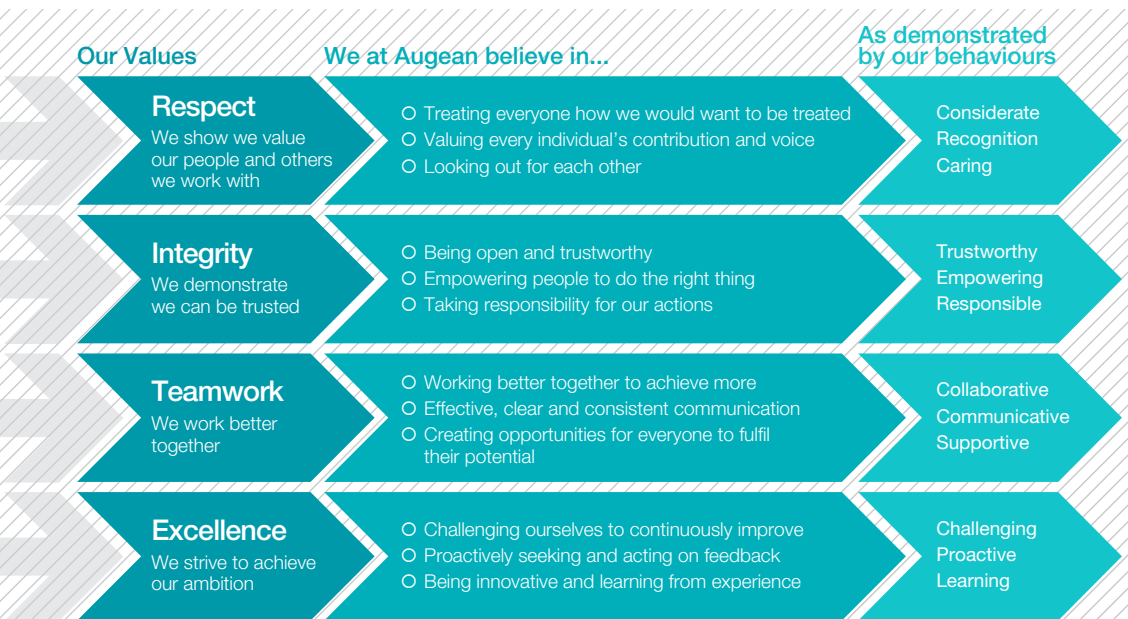 Our Values
We at Augean believe in...
As demonstrated
by our behaviours
Respect
We show we value
our people and others
we work with
O Treating everyone how we would want to be treated
O Valuing every individual's contribution and voice
O Looking out for each other
Considerate
Recognition
Caring
Integrity
We demonstrate
we can be trusted
O Being open and trustworthy
O Empowering people to do the right thing
O Taking responsibility for our actions
Trustworthy
Empowering
Responsible
Teamwork
We work better
together
O Working better together to achieve more
O Effective, clear and consistent communication
O Creating opportunities for everyone to fulfil
their potential
Collaborative
Communicative
Supportive
Excellence
We strive to achieve
our ambition
O Challenging ourselves to continuously improve
O Proactively seeking and acting on feedback
O Being innovative and learning from experience
Challenging
Proactive
Learning